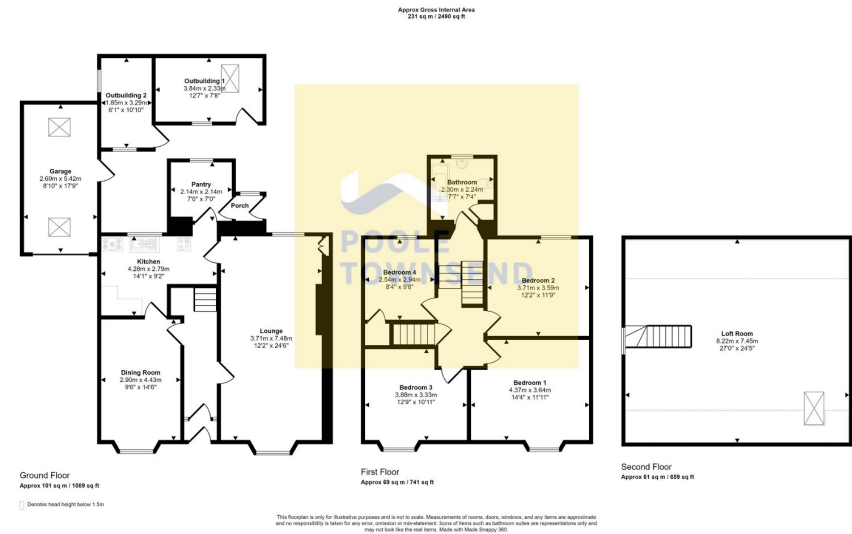 Approx Gross Internal Area
231 sq m / 2490 sq ft
Outbuilding 2
1.85m x 3.29m
6'1" x 10'10"
Outbuilding 1
3.84m x 2.33m
12'7" x 7'8"
Garage
2.69m x 5.42m
8'10" x 17'9"
Pantry
2.14m x 2.14m
7'0" x 7'0"
Porch
Kitchen
4.28m x 2.79m
14'1" x 9'2"
Lounge
3.71m x 7.48m
12'2" x 24'6"
Dining Room
2.90m x 4.43m
9'6" x 14'6"
Ground Floor
Approx 101 sq m / 1089 sq ft
Denotes head height below 1.5m
POOLE
TOWNSEND
Bathroom
2.30m x 2.24m
7'7" x 7'4"
Bedroom 4
2.54m x 2.94m
8'4" x 9'8"
Bedroom 2
3.71m x 3.59m
12'2" x 11'9"
Bedroom 3
3.88m x 3.33m
12'9" x 10'11"
Bedroom 1
4.37m x 3.64m
14'4" x 11'11"
First Floor
Approx 69 sq m / 741 sq ft
Loft Room
8.22m x 7.45m
27'0" x 24'5"
Second Floor
Approx 61 sq m / 659 sq ft
This floorplan is only for illustrative purposes and is not to scale. Measurements of rooms, doors, windows, and any items are approximate
and no responsibility is taken for any error, omission or mis-statement. Icons of items such as bathroom suites are representations only and
may not look like the real items. Made with Made Snappy 360.